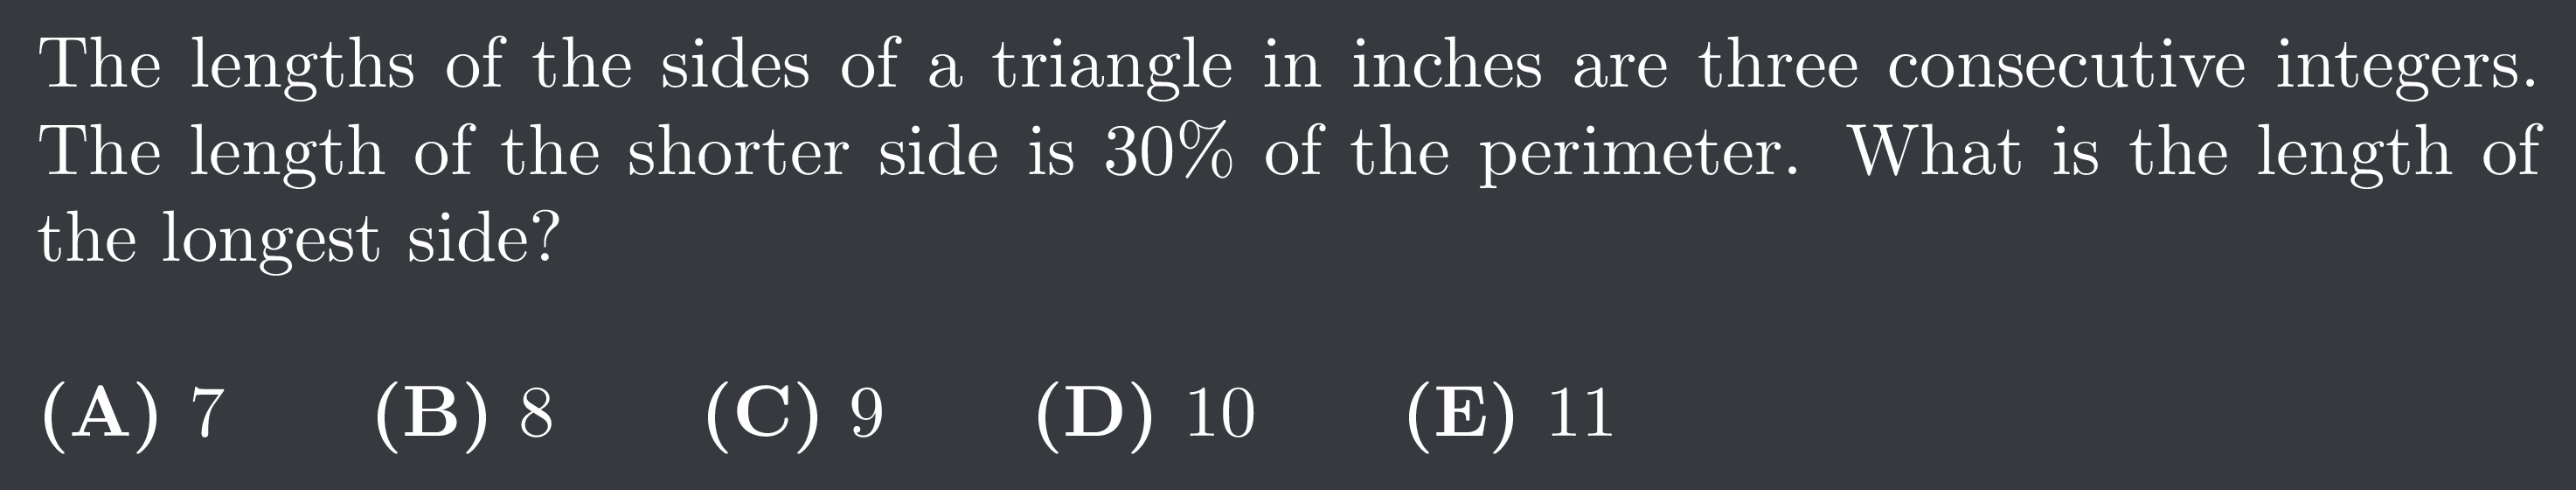 The lengths of the sides of a triangle in inches are three consecutive integers.
The length of the shorter side is 30% of the perimeter. What is the length of
the longest side?
(A) 7 (B) 8 (C) 9 (D) 10 (E) 11